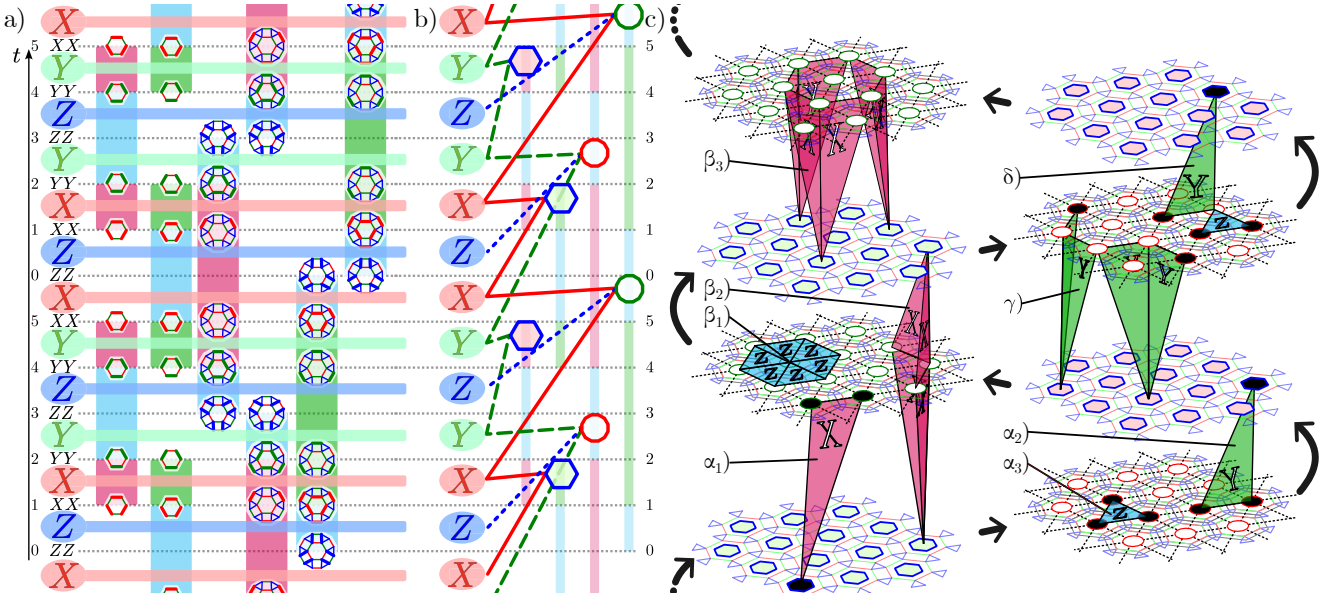 a)
X
5 XX
t
Y
4 YY
Z
3 ZZ
Y
2 YY
X
1 XX
Z
0 ZZ
X
5 XX
Y
4 YY
Z
3 ZZ
Y
2 YY
X
1 XX
Z
0 ZZ
X
b)
X
5
Y
4
Z
3
Y
2
X
1
Z
0
X
5
Y
4
Z
3
Y
2
X
1
Z
0
X
c)
Y
X X X
β₃)
β₂)
β₁)
X X
Z Z
Z Z
Z Z
X
X
α₁)
δ)
Y
Z
Y Y Y
γ)
α₂)
α₃)
Y
Z